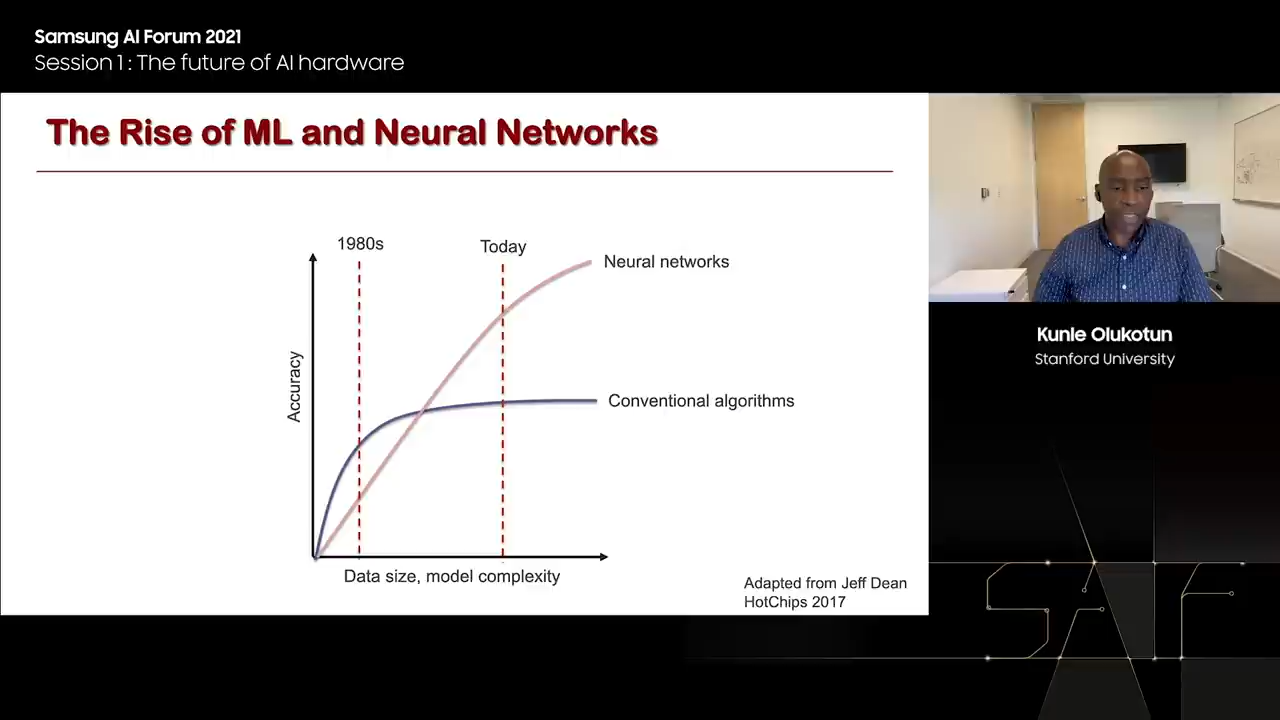 Samsung AI Forum 2021
Session 1 : The future of AI hardware
The Rise of ML and Neural Networks
1980s
Today
Neural networks
Accuracy
Conventional algorithms
Data size, model complexity
Adapted from Jeff Dean
HotChips 2017
Kunle Olukotun
Stanford University